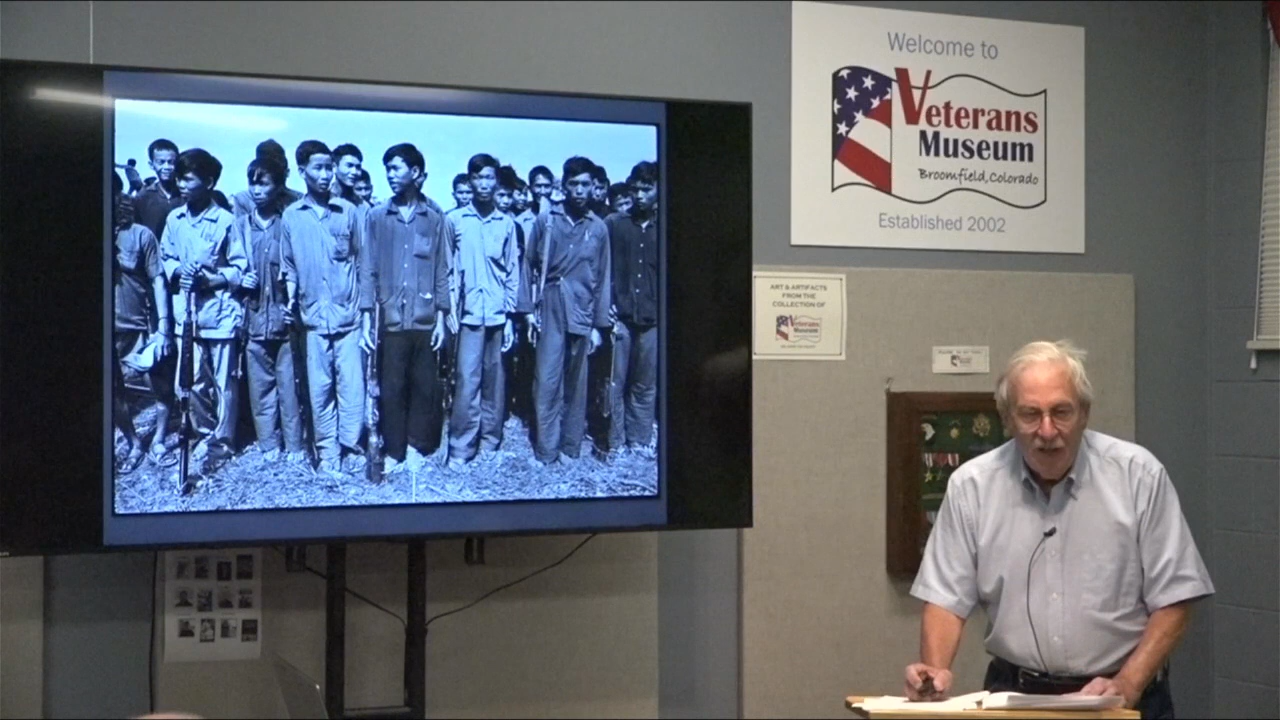 Welcome to
Veterans
Museum
Broomfield, Colorado
Established 2002
ART & ARTIFACTS
FROM THE
COLLECTION OF
Veterans
Museum